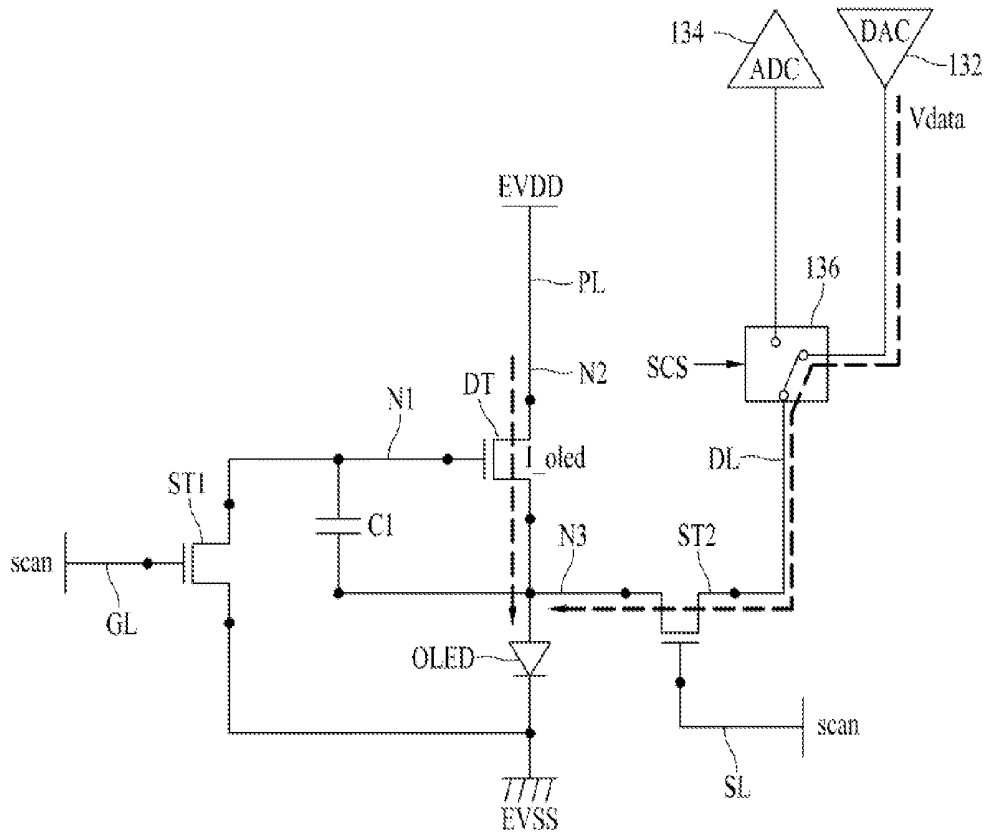 134
ADC
DAC
132
Vdata
EVDD
PL
136
SCS
N2
DT
N1
I_oled
DL
ST1
C1
N3
ST2
scan
GL
OLED
scan
SL
EVSS